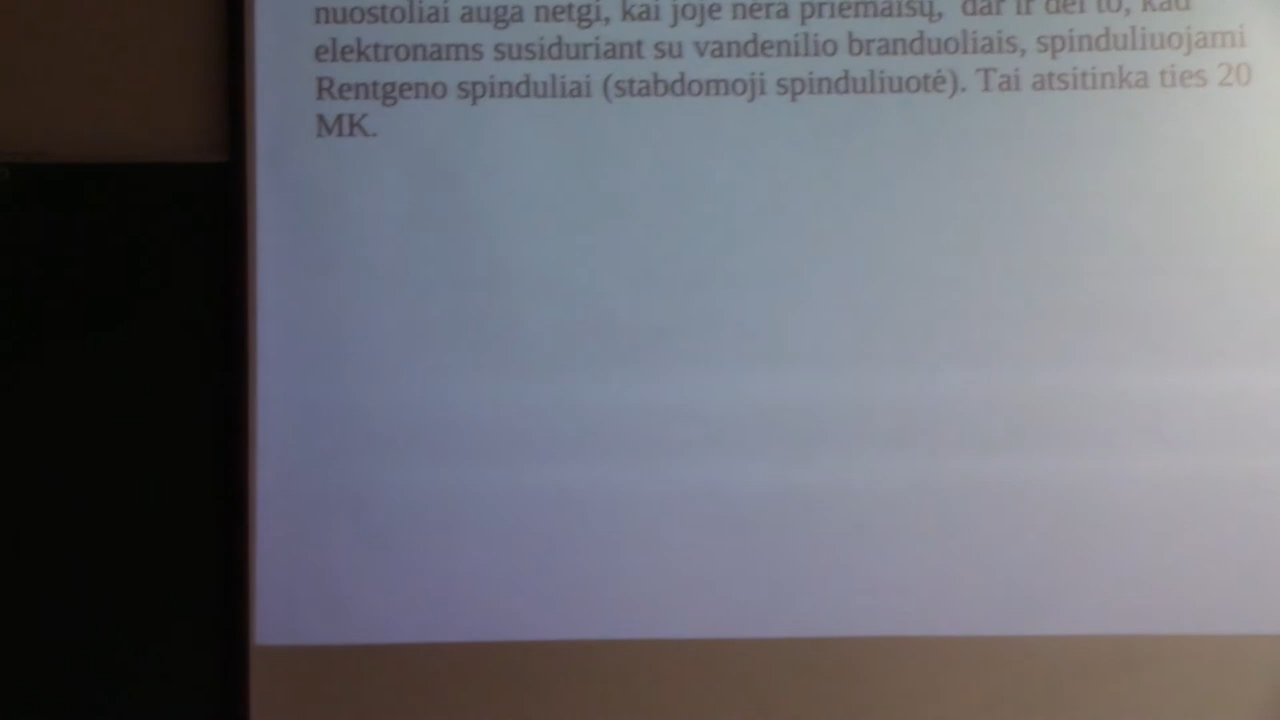 nuostoliai auga netgi, kai joje nėra priemaišų, dar ir dėl to, kad
elektronams susiduriant su vandenilio branduoliais, spinduliuojami
Rentgeno spinduliai (stabdomoji spinduliuotė). Tai atsitinka ties 20
MK.